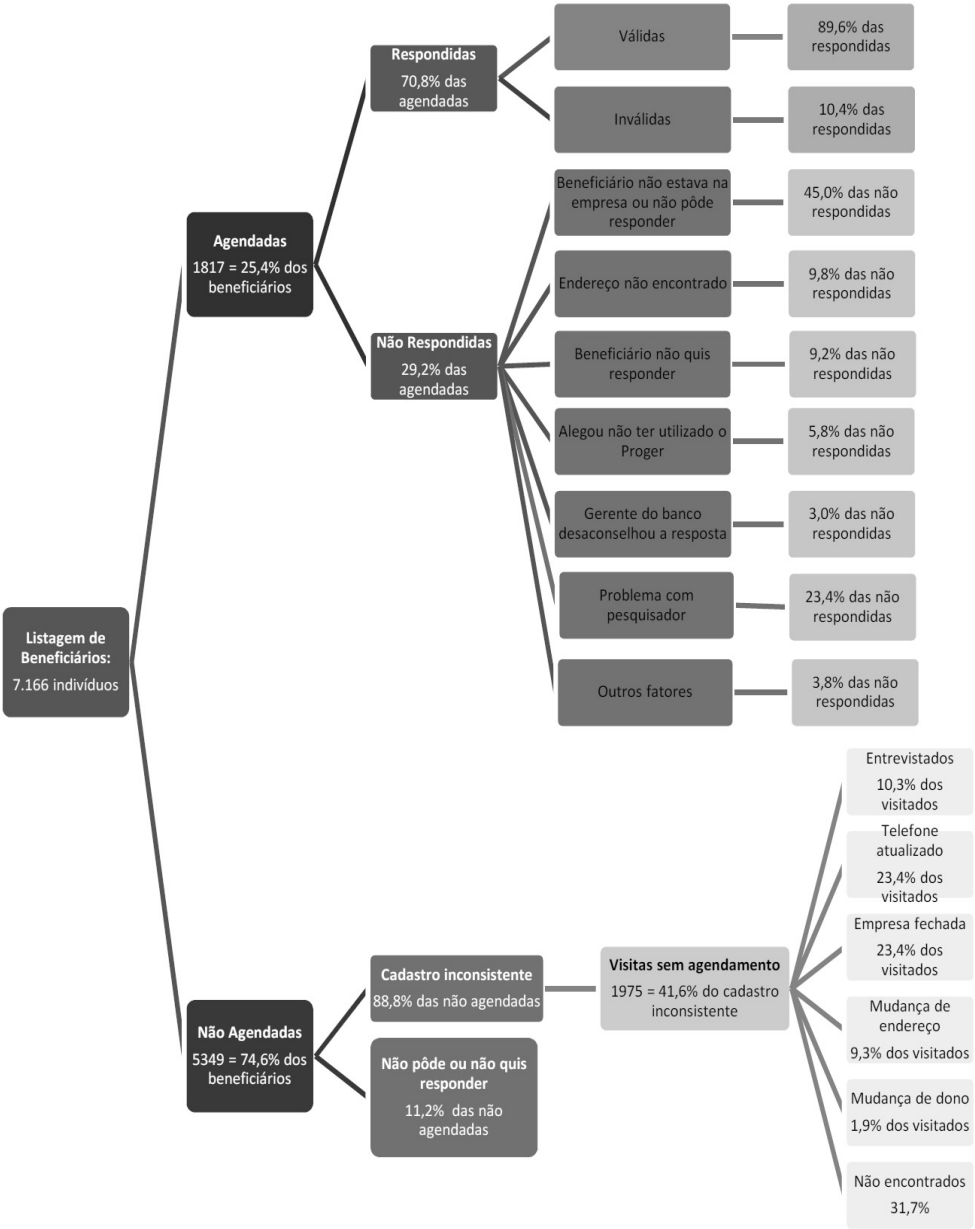 Listagem de
Beneficiários:
7.166 indivíduos
Agendadas
1817 = 25,4% dos
beneficiários
Respondidas
70,8% das
agendadas
Válidas
89,6% das
respondidas
Inválidas
10,4% das
respondidas
Não Respondidas
29,2% das
agendadas
Beneficiário não estava na
empresa ou não pôde
responder
45,0% das não
respondidas
Endereço não encontrado
9,8% das não
respondidas
Beneficiário não quis
responder
9,2% das não
respondidas
Alegou não ter utilizado o
Proger
5,8% das não
respondidas
Gerente do banco
desaconselhou a resposta
3,0% das não
respondidas
Problema com
pesquisador
23,4% das não
respondidas
Outros fatores
3,8% das não
respondidas
Não Agendadas
5349 = 74,6% dos
beneficiários
Cadastro inconsistente
88,8% das não agendadas
Não pôde ou não quis
responder
11,2% das não
agendadas
Visitas sem agendamento
1975 = 41,6% do cadastro
inconsistente
Entrevistados
10,3% dos
visitados
Telefone
atualizado
23,4% dos
visitados
Empresa fechada
23,4% dos
visitados
Mudança de
endereço
9,3% dos visitados
Mudança de dono
1,9% dos visitados
Não encontrados
31,7%